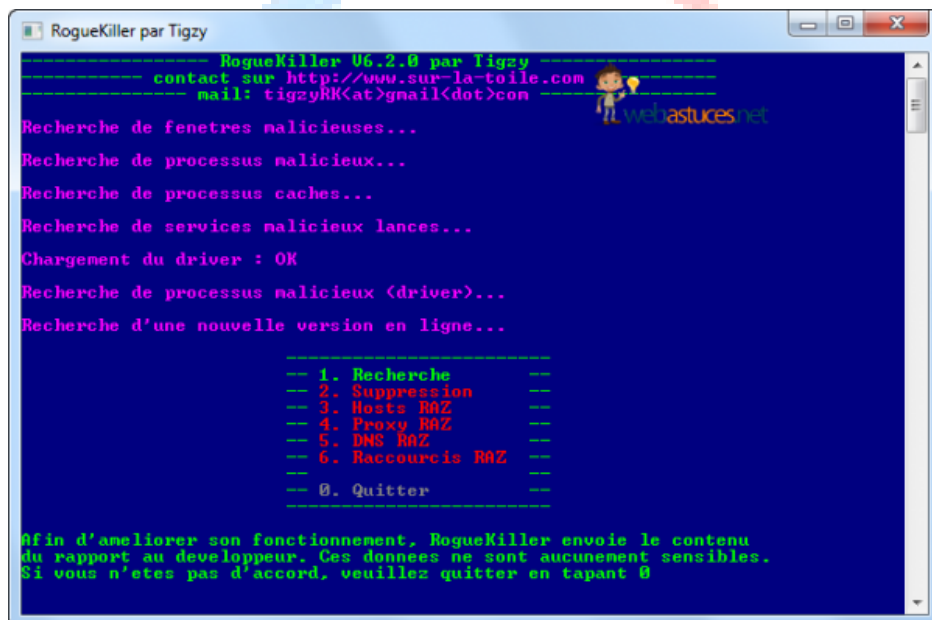 RogueKiller par Tigzy
------------------ RogueKiller V6.2.0 par Tigzy -----------------
----------- contact sur http://www.sur-la-toile.com -----------
---------------- mail: tigzyRK<at>gmail<dot>com -----------------
webastuces.net
Recherche de fenetres malicieuses...
Recherche de processus malicieux...
Recherche de processus caches...
Recherche de services malicieux lances...
Chargement du driver : OK
Recherche de processus malicieux <driver>...
Recherche d'une nouvelle version en ligne...
-------------------------
-- 1. Recherche --
-- 2. Suppression --
-- 3. Hosts RAZ --
-- 4. Proxy RAZ --
-- 5. DNS RAZ --
-- 6. Raccourcis RAZ --
-- --
-- 0. Quitter --
-------------------------
Afin d'ameliorer son fonctionnement, RogueKiller envoie le contenu
du rapport au developpeur. Ces donnees ne sont aucunement sensibles.
Si vous n'etes pas d'accord, veuillez quitter en tapant 0